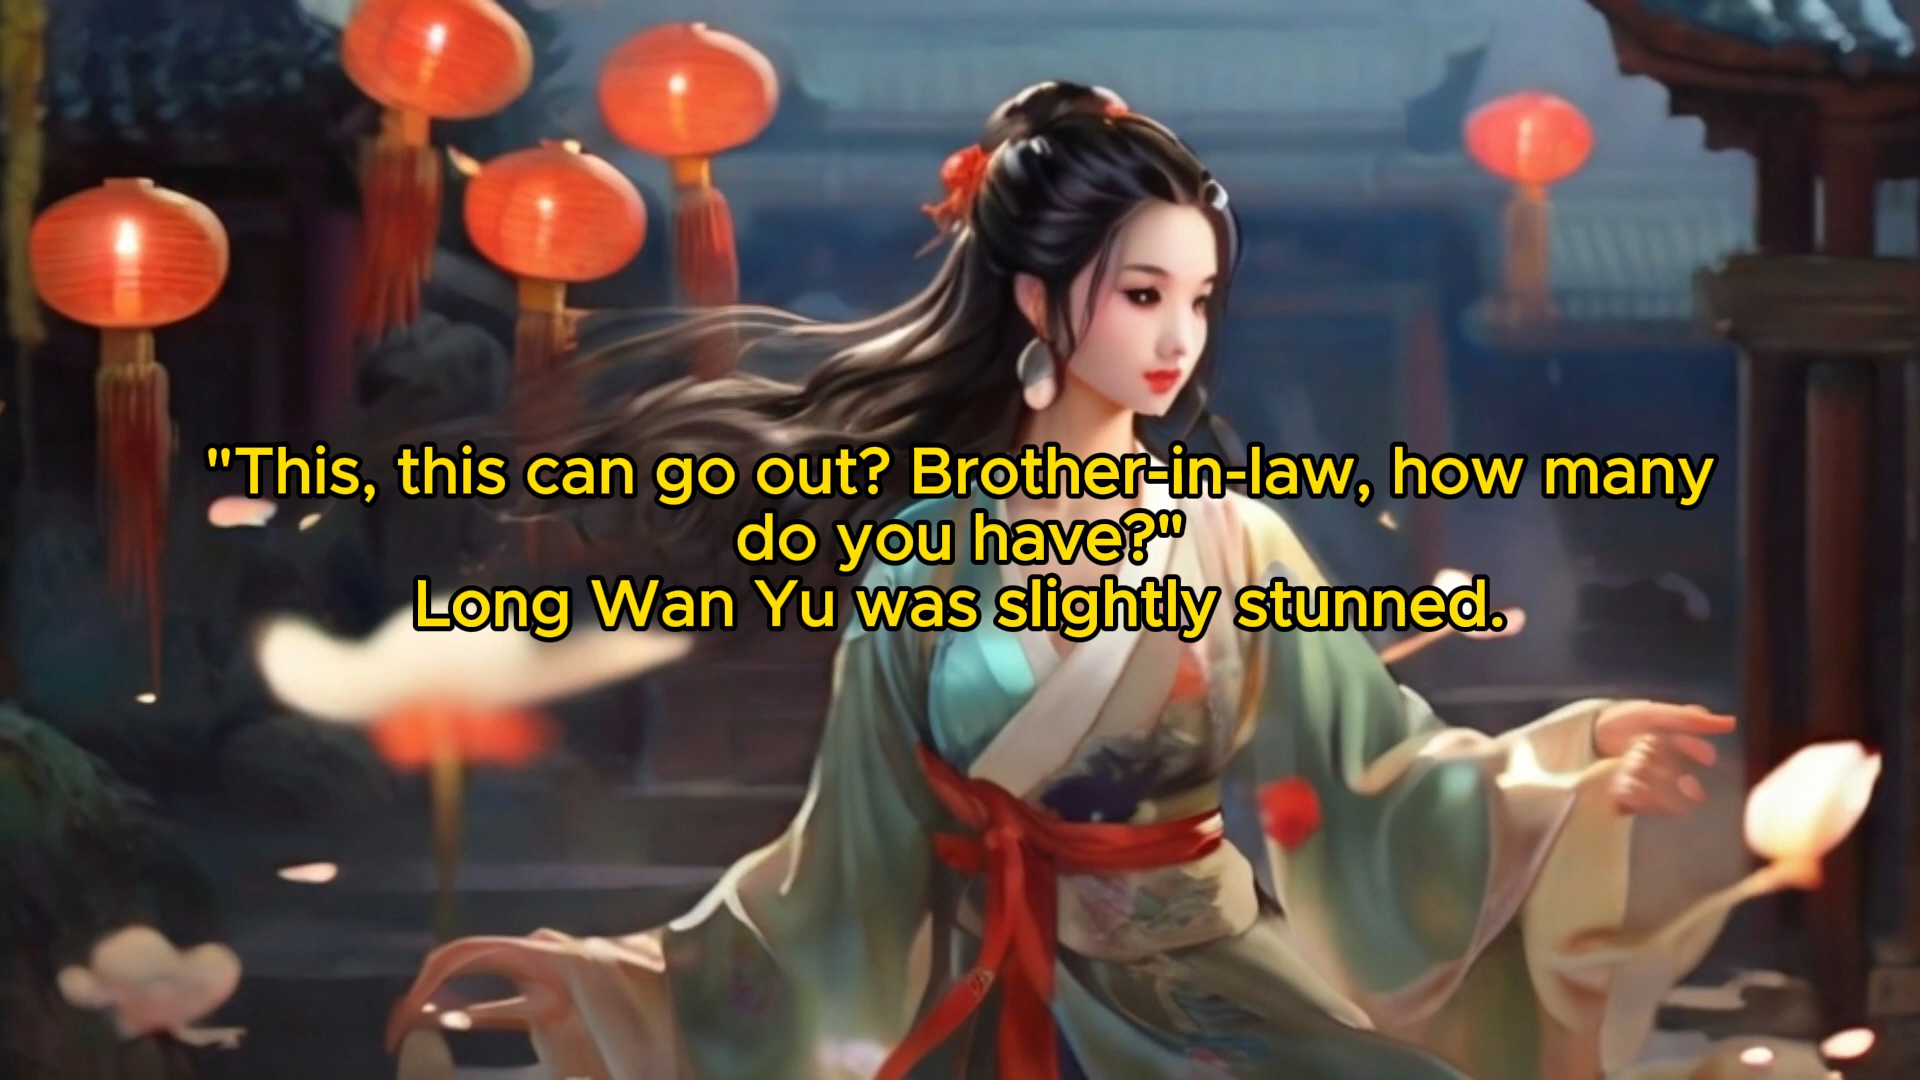 "This, this can go out? Brother-in-law, how many
do you have?"
Long Wan Yu was slightly stunned.